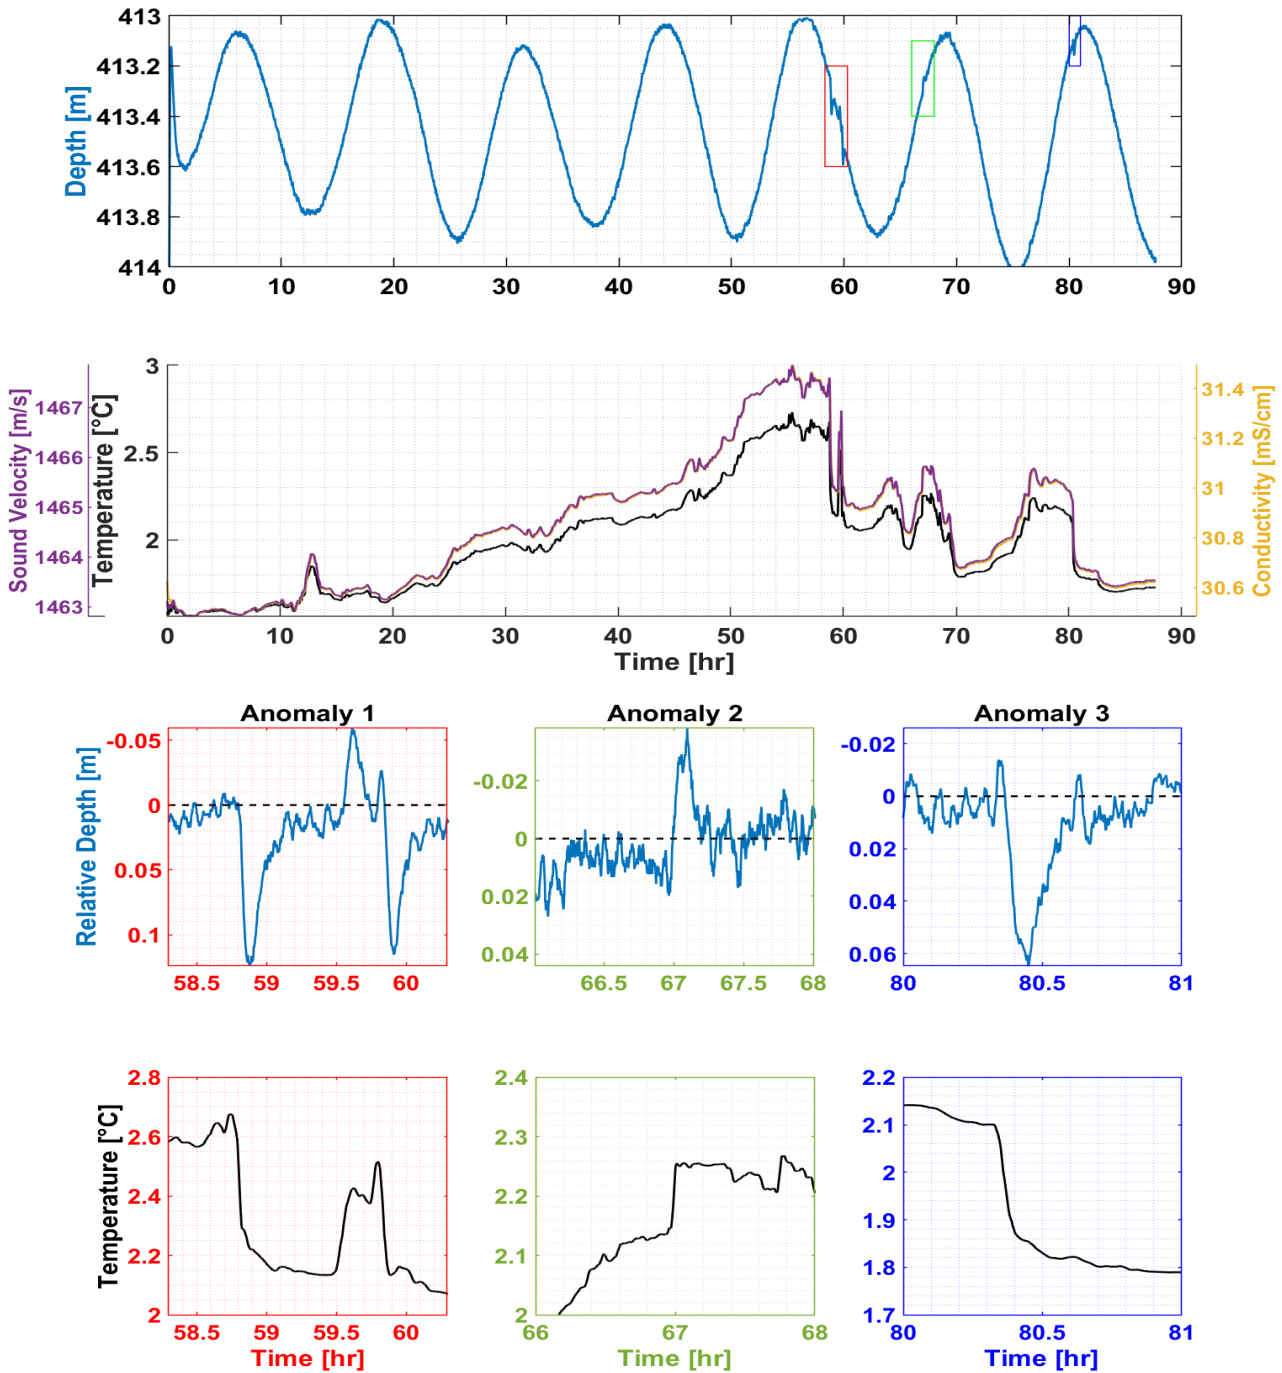 413
413.2
413.4
413.6
413.8
414
Depth [m]
0 10 20 30 40 50 60 70 80 90
Sound Velocity [m/s]
1467
1466
1465
1464
1463
Temperature [°C]
3
2.5
2
31.4
31.2
31
30.8
30.6
Conductivity [mS/cm]
0 10 20 30 40 50 60 70 80 90
Time [hr]
Anomaly 1 Anomaly 2 Anomaly 3
Relative Depth [m]
-0.05
0
0.05
0.1
58.5 59 59.5 60
-0.02
0
0.02
0.04
66.5 67 67.5 68
-0.02
0
0.02
0.04
0.06
80 80.5 81
Temperature [°C]
2.8
2.6
2.4
2.2
2
58.5 59 59.5 60
Time [hr]
2.4
2.3
2.2
2.1
2
66 67 68
Time [hr]
2.2
2.1
2
1.9
1.8
1.7
80 80.5 81
Time [hr]